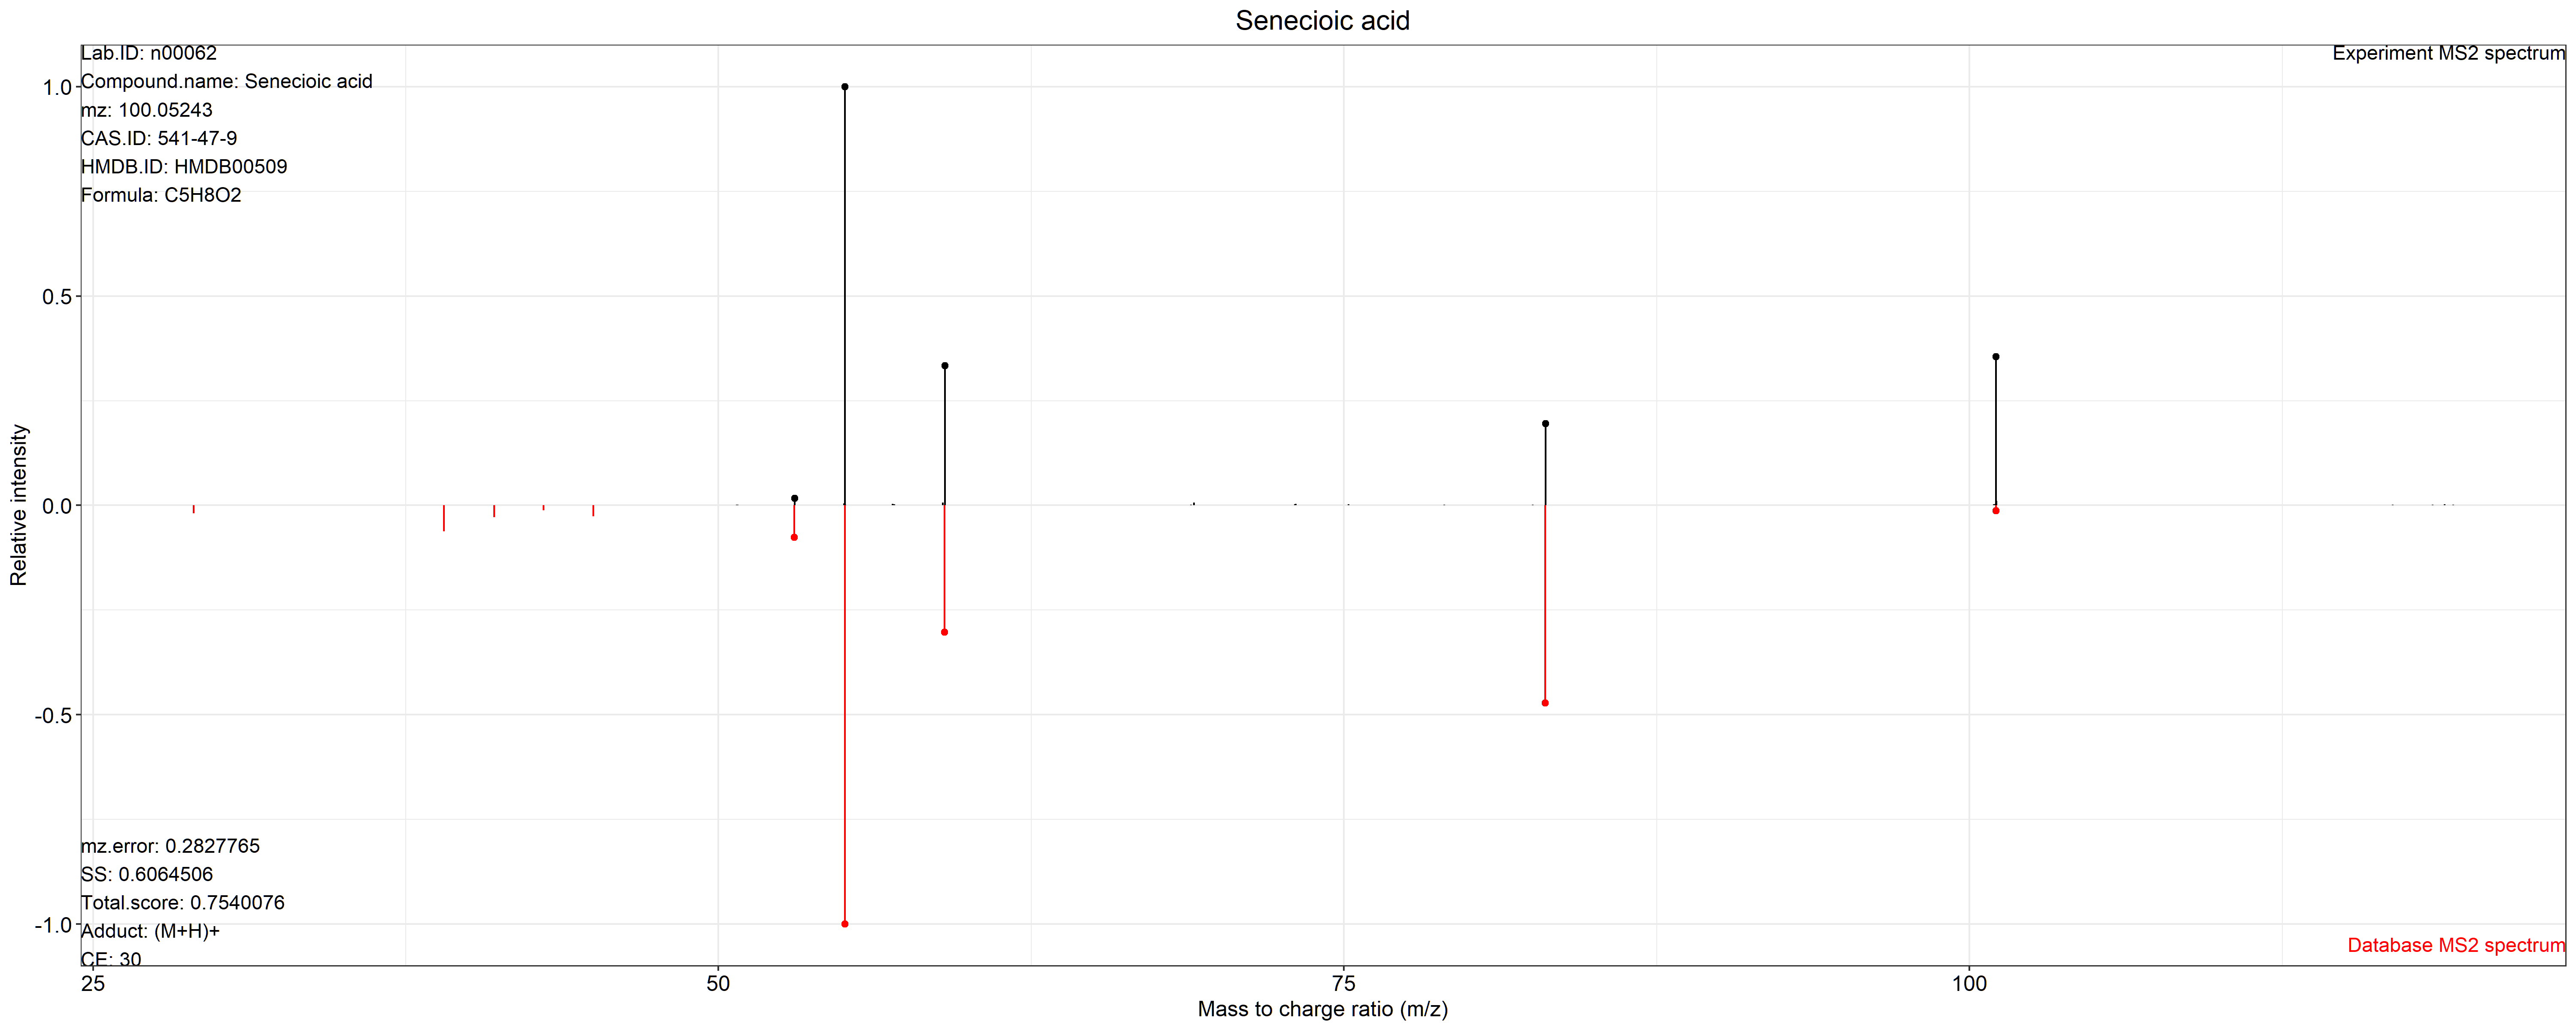 Senecioic acid
Lab.ID: n00062
Compound.name: Senecioic acid
mz: 100.05243
CAS.ID: 541-47-9
HMDB.ID: HMDB00509
Formula: C5H8O2
Experiment MS2 spectrum
1.0
0.5
0.0
-0.5
-1.0
Relative intensity
mz.error: 0.2827765
SS: 0.6064506
Total.score: 0.7540076
Adduct: (M+H)+
CE: 30
Database MS2 spectrum
25
50
75
100
Mass to charge ratio (m/z)